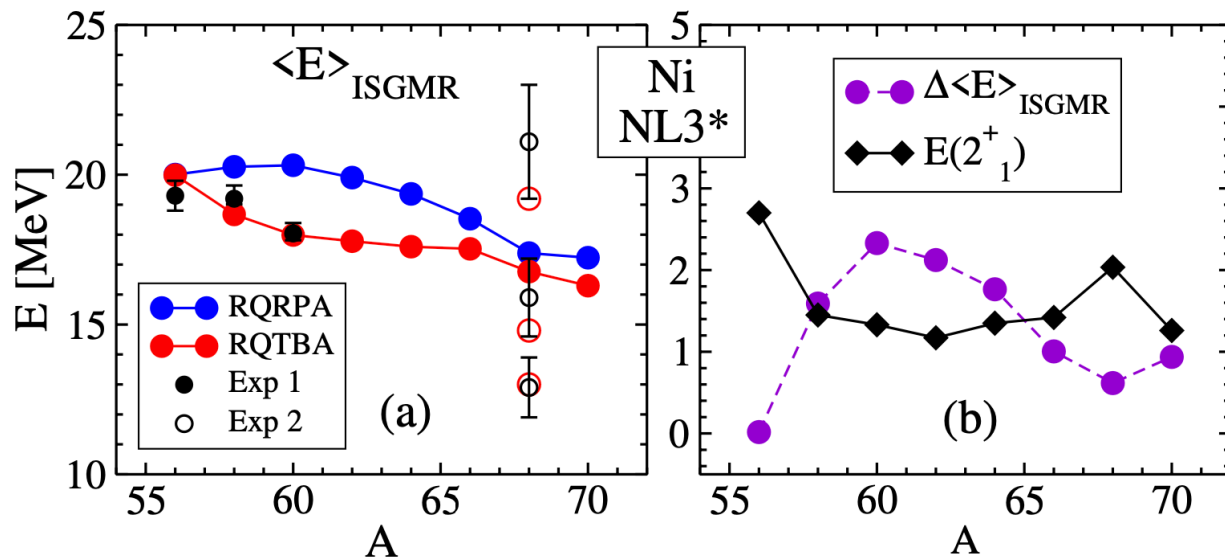 25
20
15
10
E [MeV]
<E>ISGMR
RQRPA
RQTBA
Exp 1
Exp 2
(a)
55 60 65 70
A
Ni
NL3*
5
3
2
1
0
Δ<E>ISGMR
E(2+1)
(b)
55 60 65 70
A